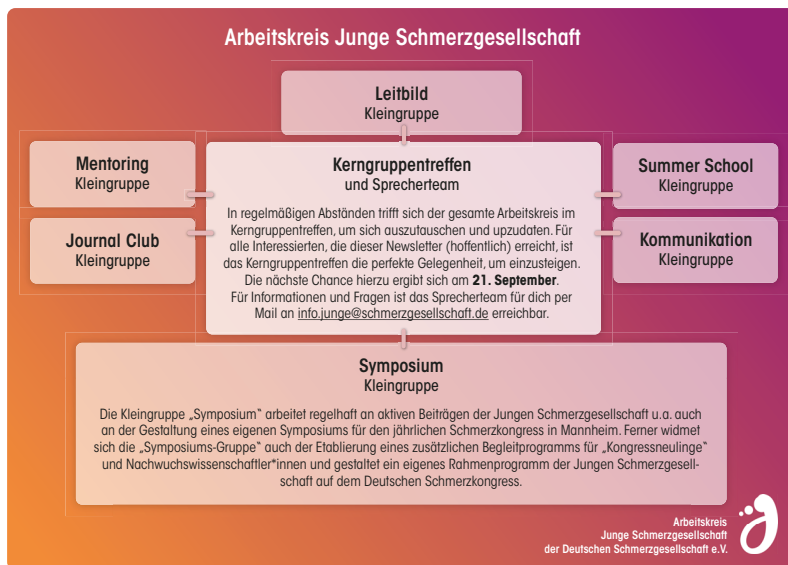 Arbeitskreis Junge Schmerzgesellschaft
Leitbild
Kleingruppe
Mentoring
Kleingruppe
Journal Club
Kleingruppe
Kerngruppentreffen
und Sprecherteam
In regelmäßigen Abständen trifft sich der gesamte Arbeitskreis im
Kerngruppentreffen, um sich auszutauschen und upzudaten. Für
alle Interessierten, die dieser Newsletter (hoffentlich) erreicht, ist
das Kerngruppentreffen die perfekte Gelegenheit, um einzusteigen.
Die nächste Chance hierzu ergibt sich am 21. September.
Für Informationen und Fragen ist das Sprecherteam für dich per
Mail an info.junge@schmerzgesellschaft.de erreichbar.
Summer School
Kleingruppe
Kommunikation
Kleingruppe
Symposium
Kleingruppe
Die Kleingruppe „Symposium“ arbeitet regelhaft an aktiven Beiträgen der Jungen Schmerzgesellschaft u.a. auch
an der Gestaltung eines eigenen Symposiums für den jährlichen Schmerzkongress in Mannheim. Ferner widmet
sich die „Symposiums-Gruppe“ auch der Etablierung eines zusätzlichen Begleitprogramms für „Kongressneulinge“
und Nachwuchswissenschaftler*innen und gestaltet ein eigenes Rahmenprogramm der Jungen Schmerzgesell-
schaft auf dem Deutschen Schmerzkongress.
Arbeitskreis
Junge Schmerzgesellschaft
der Deutschen Schmerzgesellschaft e.V.